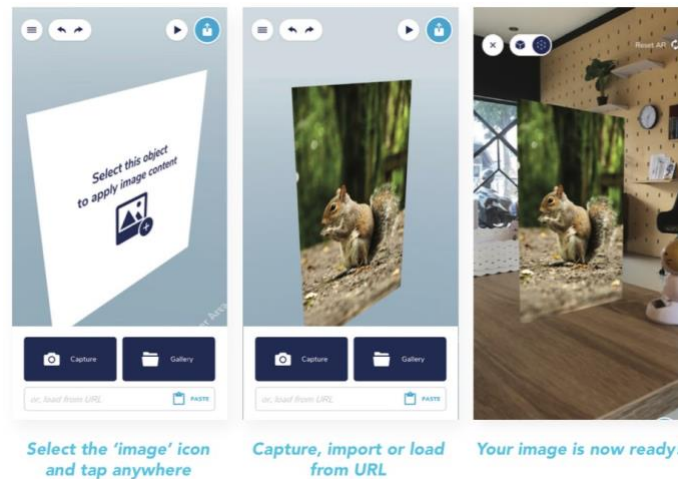 Select this object
to apply image content
Capture
Gallery
or, load from URL
PASTE
Capture
Gallery
or, load from URL
PASTE
Reset AR
Select the 'image' icon
and tap anywhere
Capture, import or load
from URL
Your image is now ready!